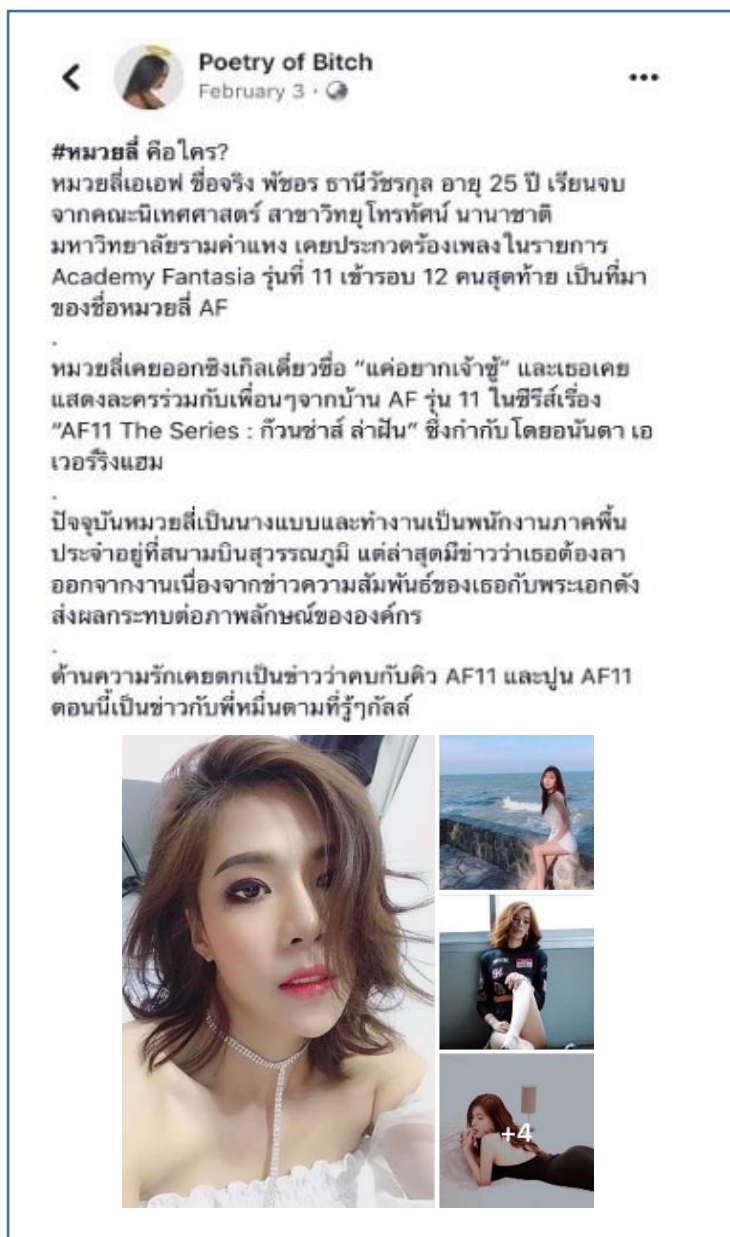 Poetry of Bitch
February 3
#หมวยลี่ คือใคร?
หมวยลี่เอเอฟ ชื่อจริง พัชอร ธานีวัชรกุล อายุ 25 ปี เรียนจบ
จากคณะนิเทศศาสตร์ สาขาวิทยุโทรทัศน์ นานาชาติ
มหาวิทยาลัยรามคำแหง เคยประกวดร้องเพลงในรายการ
Academy Fantasia รุ่นที่ 11 เข้ารอบ 12 คนสุดท้าย เป็นที่มา
ของชื่อหมวยลี่ AF
.
หมวยลี่เคยออกซิงเกิลเดี่ยวชื่อ “แค่อยากเจ้าชู้” และเธอเคย
แสดงละครร่วมกับเพื่อนๆจากบ้าน AF รุ่น 11 ในซีรีส์เรื่อง
“AF11 The Series : ก๊วนซ่าส์ ล่าฝัน” ซึ่งกำกับโดยอนันดา เอ
เวอร์ริงแฮม
.
ปัจจุบันหมวยลี่เป็นนางแบบและทำงานเป็นพนักงานภาคพื้น
ประจำอยู่ที่สนามบินสุวรรณภูมิ แต่ล่าสุดมีข่าวว่าเธอต้องลา
ออกจากงานเนื่องจากข่าวความสัมพันธ์ของเธอกับพระเอกดัง
ส่งผลกระทบต่อภาพลักษณ์ขององค์กร
.
ด้านความรักเคยตกเป็นข่าวว่าคบกับคิว AF11 และปูน AF11
ตอนนี้เป็นข่าวกับพี่หมื่นตามที่รู้ๆกัลล์
+4